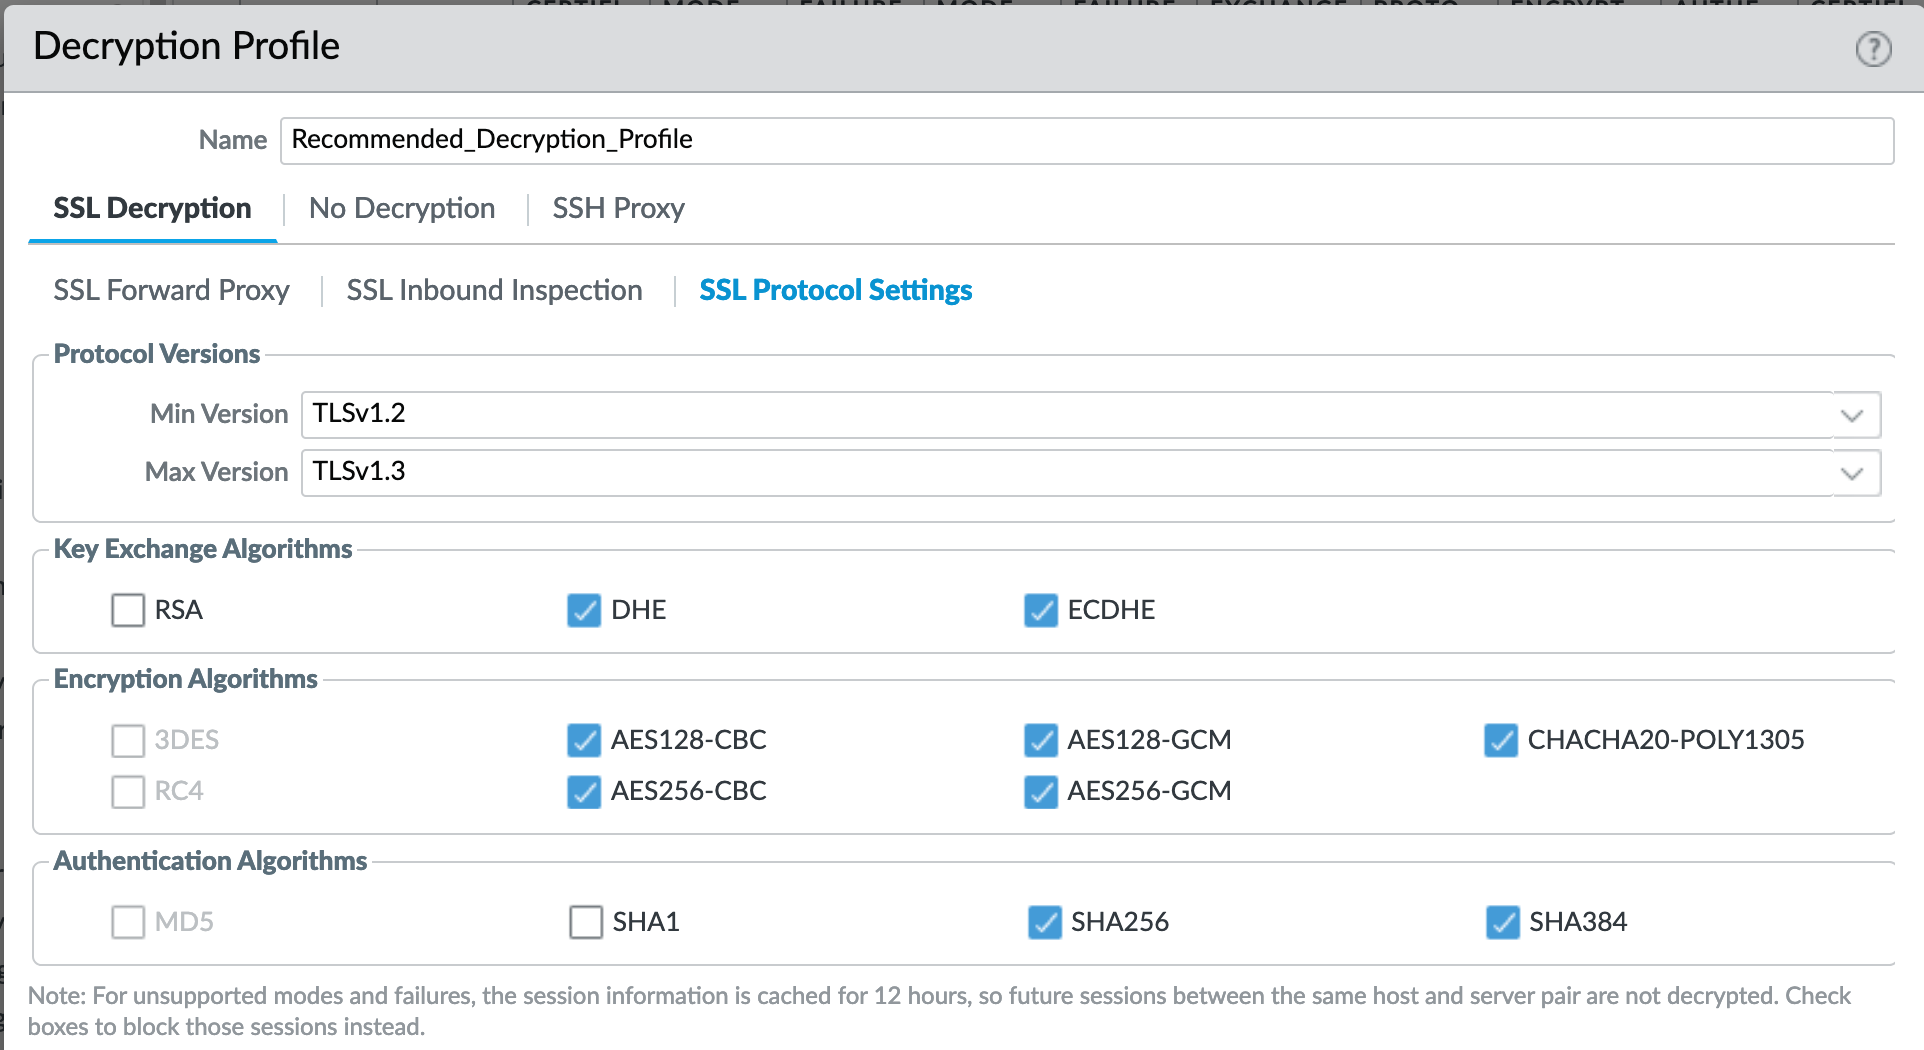 Decryption Profile
?
Name Recommended_Decryption_Profile
SSL Decryption No Decryption SSH Proxy
SSL Forward Proxy SSL Inbound Inspection SSL Protocol Settings
Protocol Versions
Min Version TLSv1.2
Max Version TLSv1.3
Key Exchange Algorithms
RSA DHE ECDHE
Encryption Algorithms
3DES AES128-CBC AES128-GCM CHACHA20-POLY1305
RC4 AES256-CBC AES256-GCM
Authentication Algorithms
MD5 SHA1 SHA256 SHA384
Note: For unsupported modes and failures, the session information is cached for 12 hours, so future sessions between the same host and server pair are not decrypted. Check
boxes to block those sessions instead.